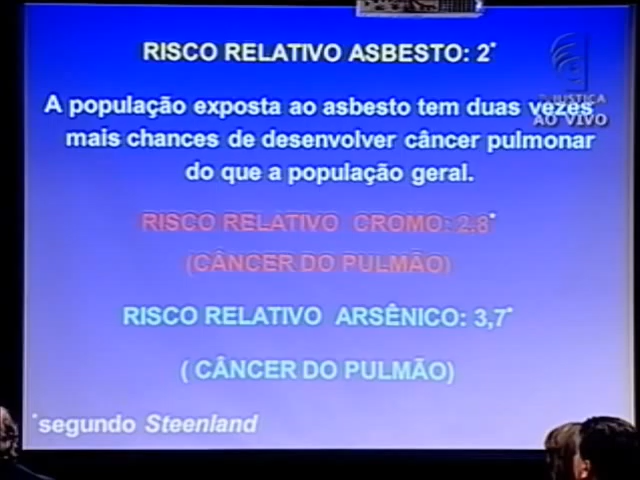 RISCO RELATIVO ASBESTO: 2*
A população exposta ao asbesto tem duas vezes
mais chances de desenvolver câncer pulmonar
do que a população geral.
RISCO RELATIVO CROMO: 2,8*
(CÂNCER DO PULMÃO)
RISCO RELATIVO ARSÊNICO: 3,7*
( CÂNCER DO PULMÃO)
*segundo Steenland
JUSTIÇA
AO VIVO